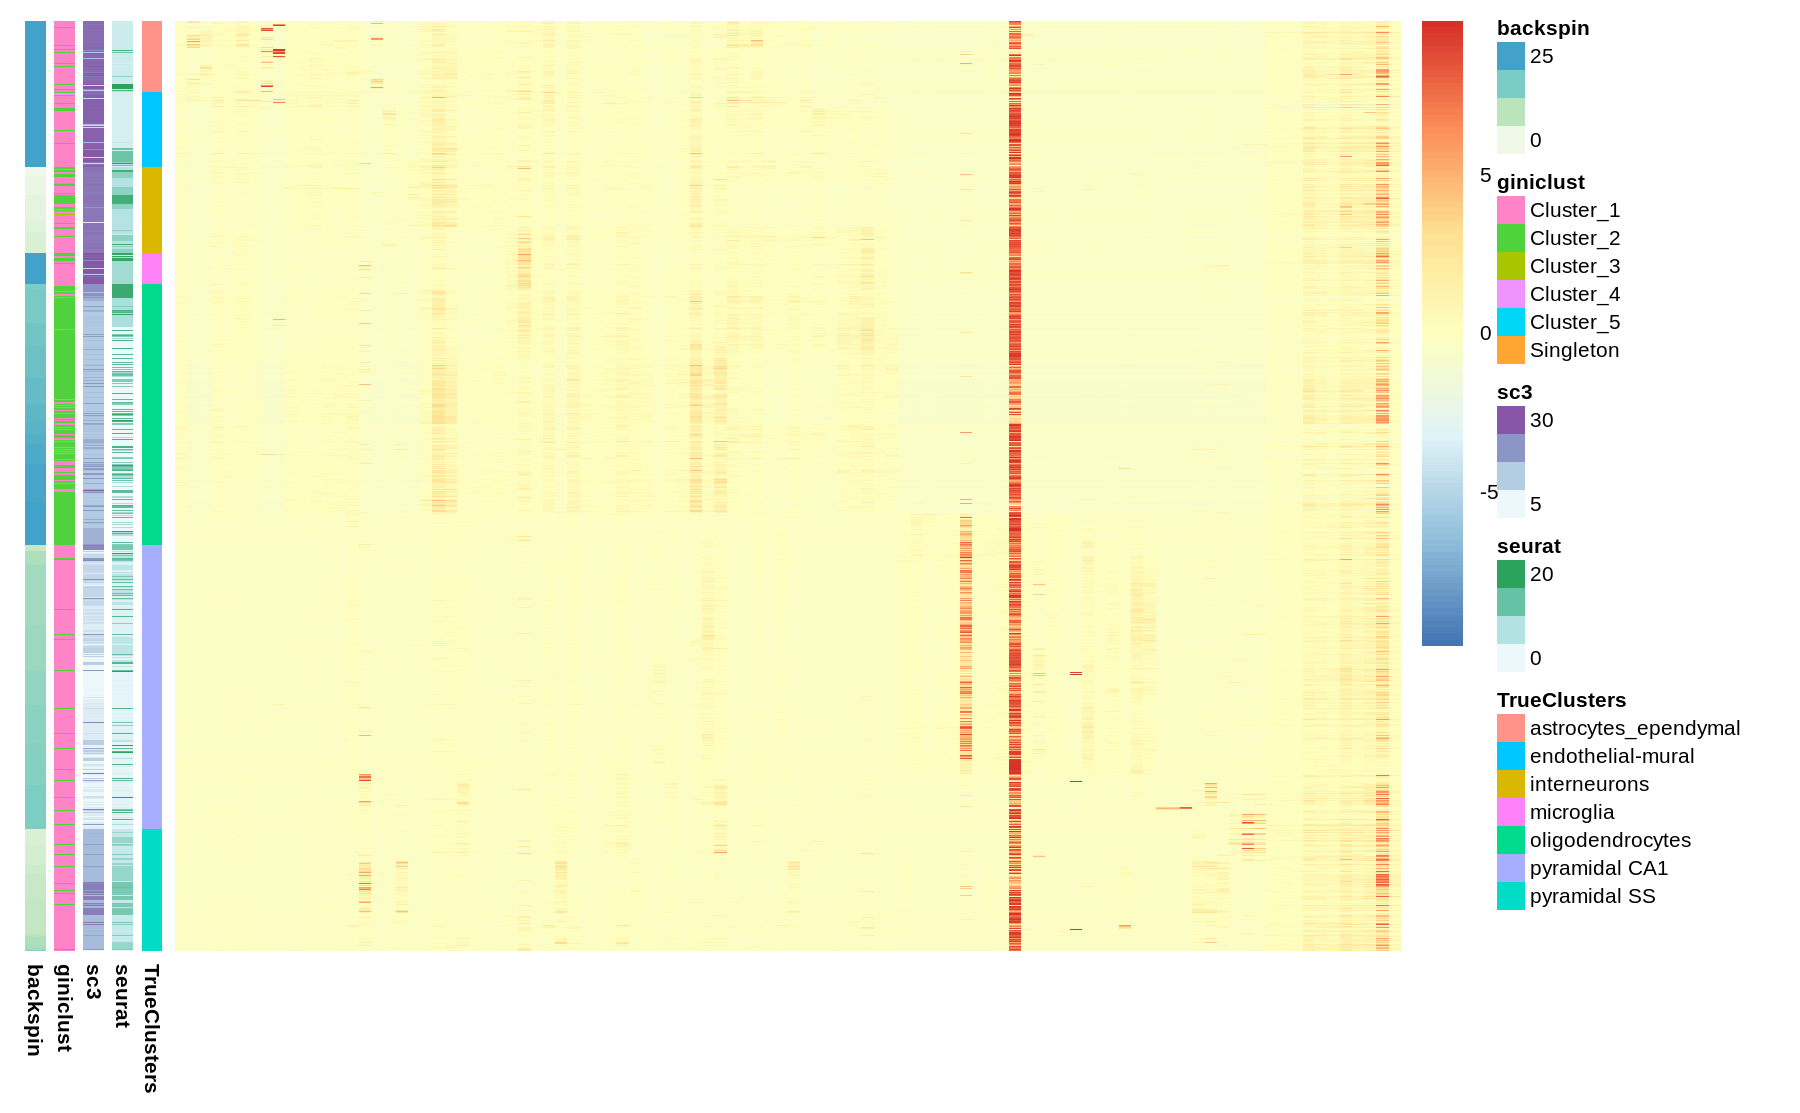 backspin
25
0
giniclust
Cluster_1
Cluster_2
Cluster_3
Cluster_4
Cluster_5
Singleton
sc3
30
5
seurat
20
0
TrueClusters
astrocytes_ependymal
endothelial-mural
interneurons
microglia
oligodendrocytes
pyramidal CA1
pyramidal SS
5
0
-5
backspin
giniclust
sc3
seurat
TrueClusters